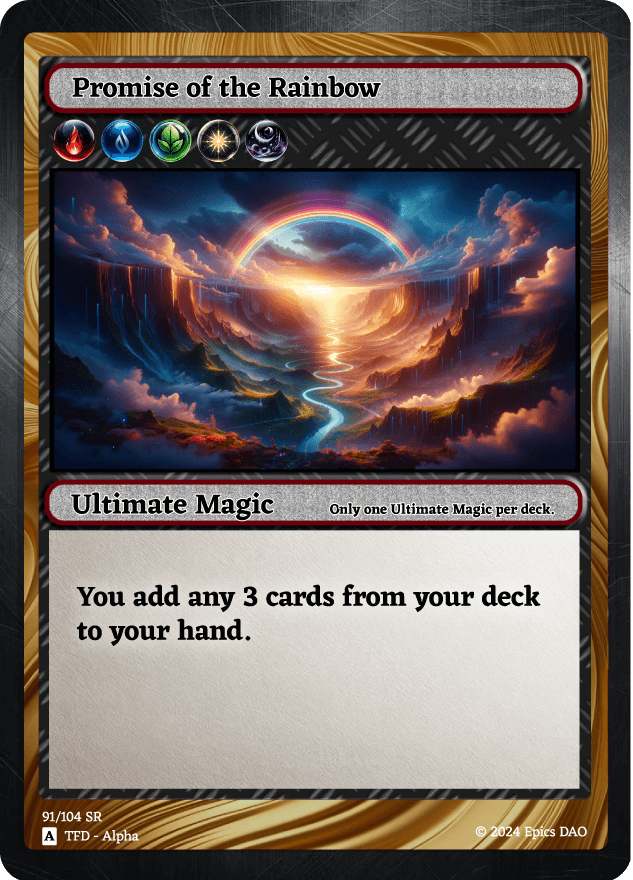 Promise of the Rainbow
Ultimate Magic
Only one Ultimate Magic per deck.
You add any 3 cards from your deck
to your hand.
91/104 SR
A TFD - Alpha
© 2024 Epics DAO